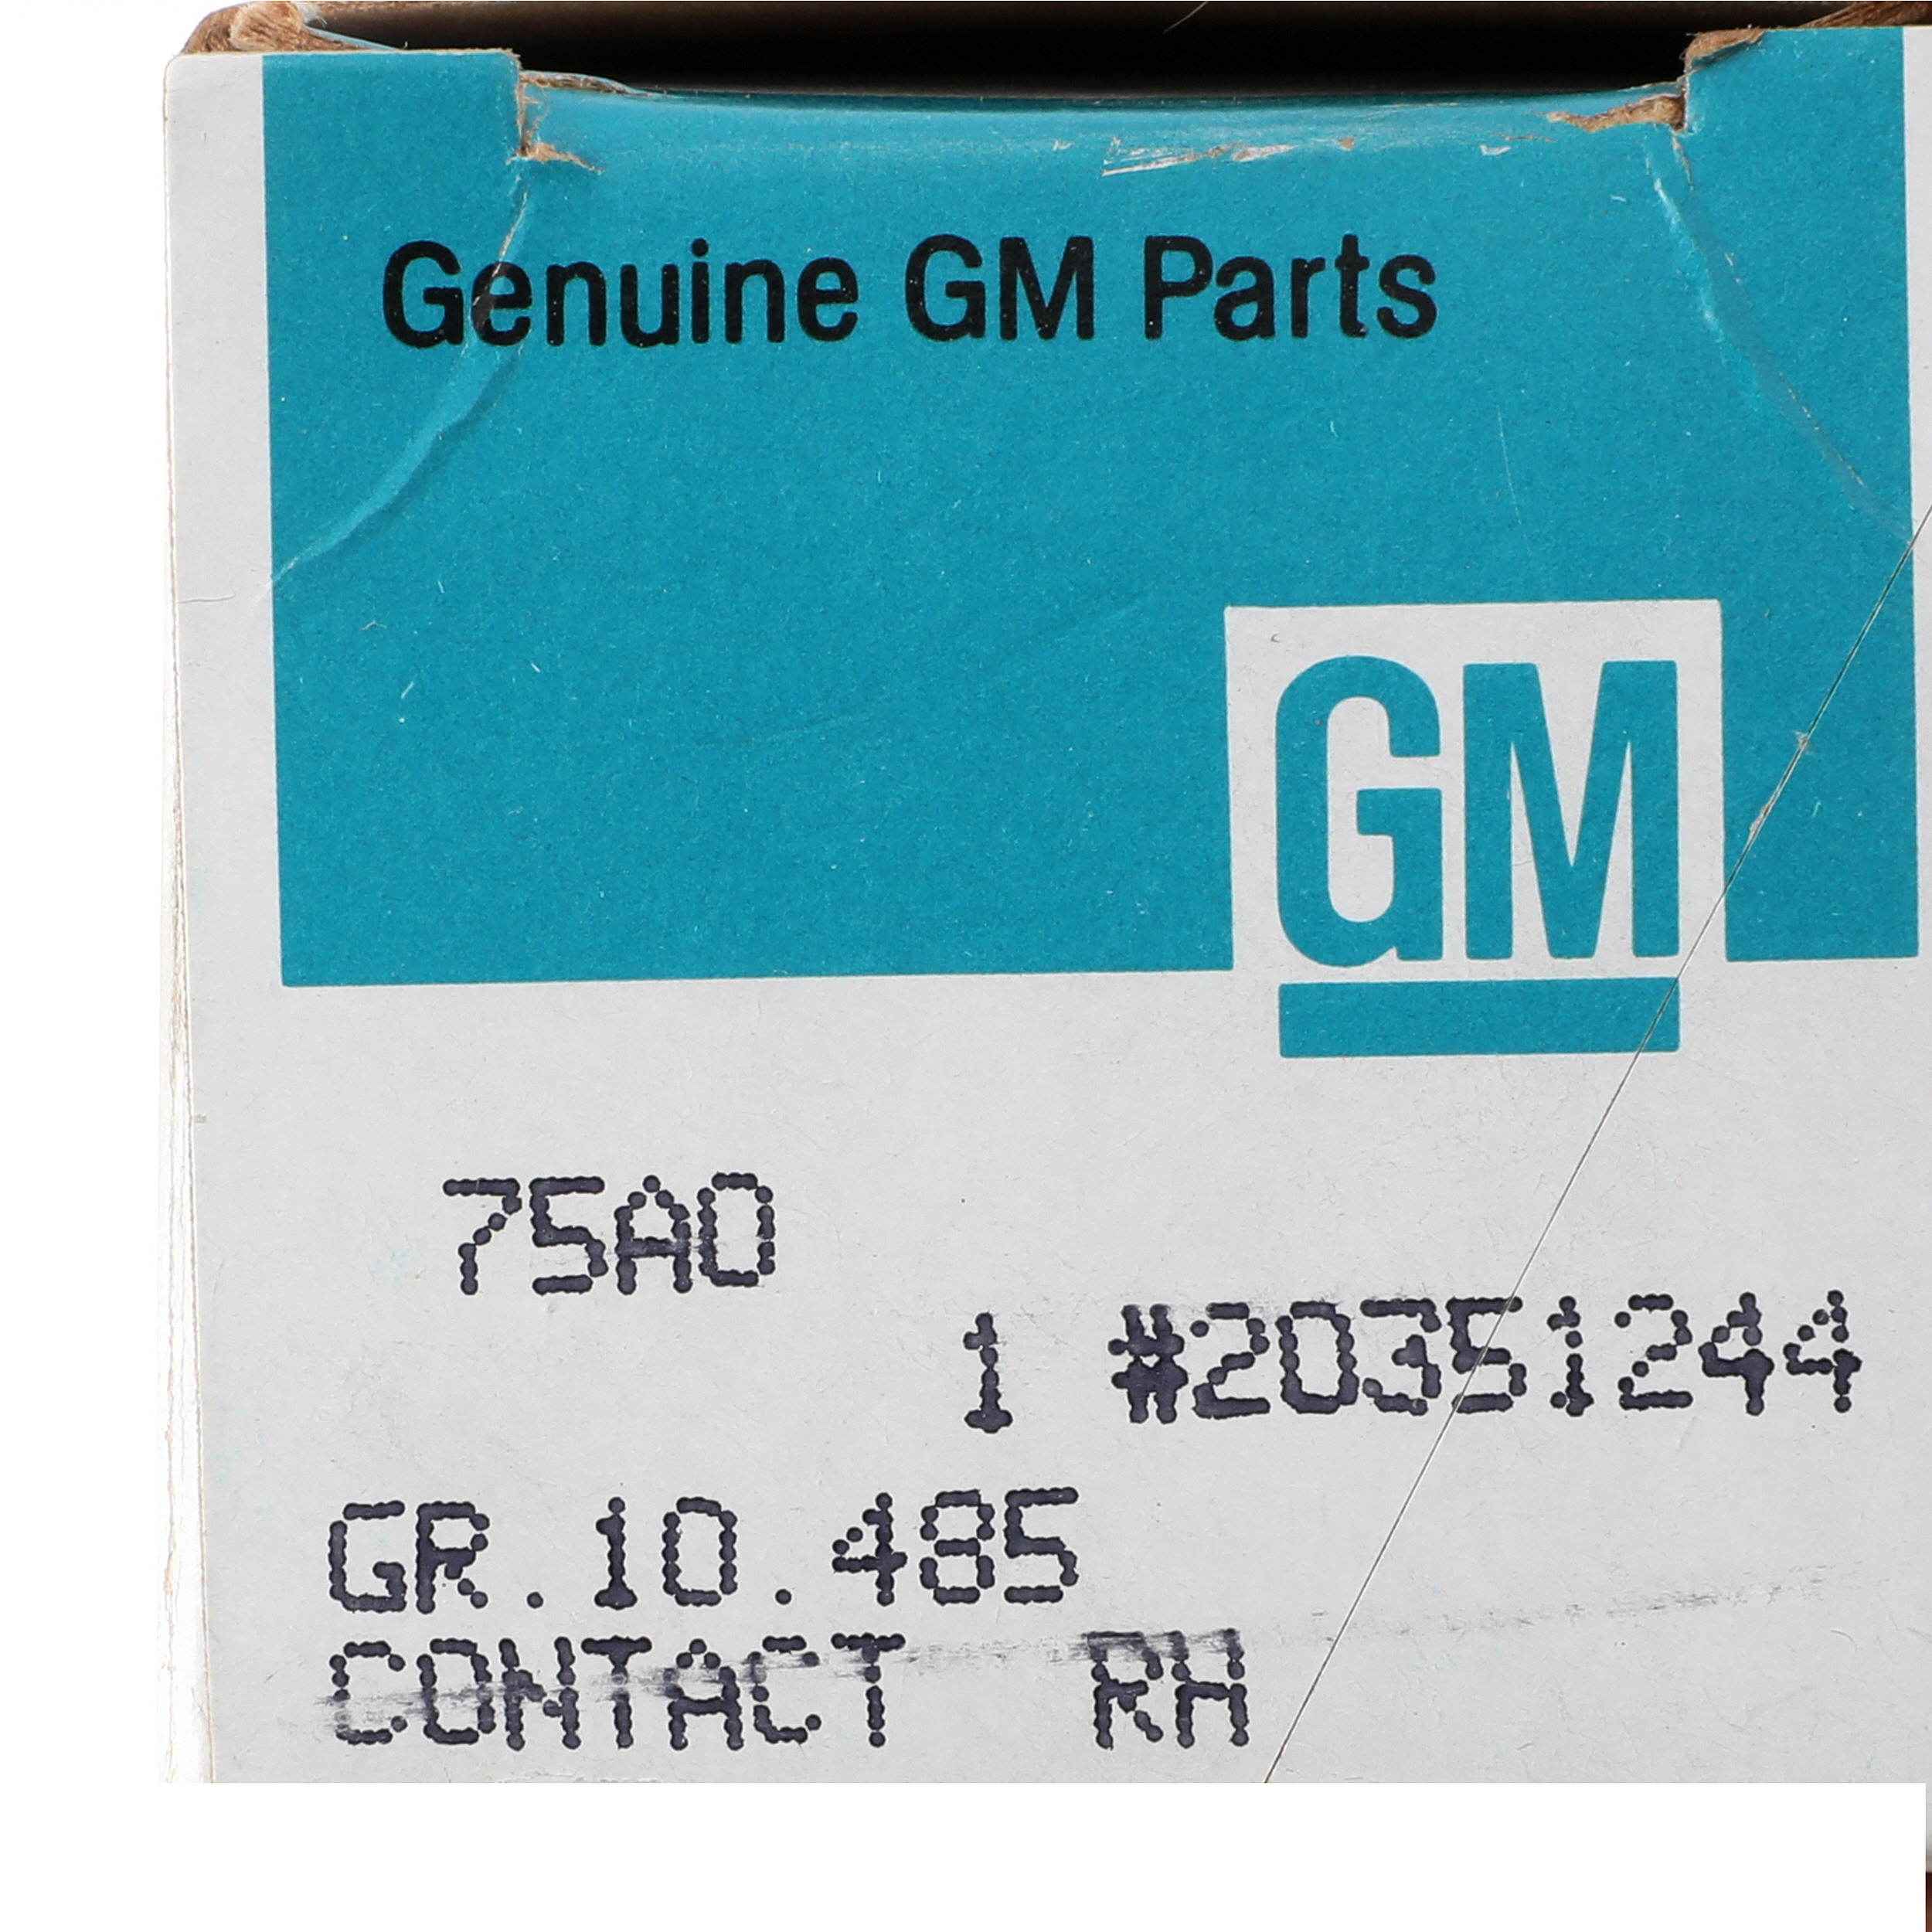 Genuine GM Parts
GM
75A0
1 #20351244
GR.10.485
CONTACT RH